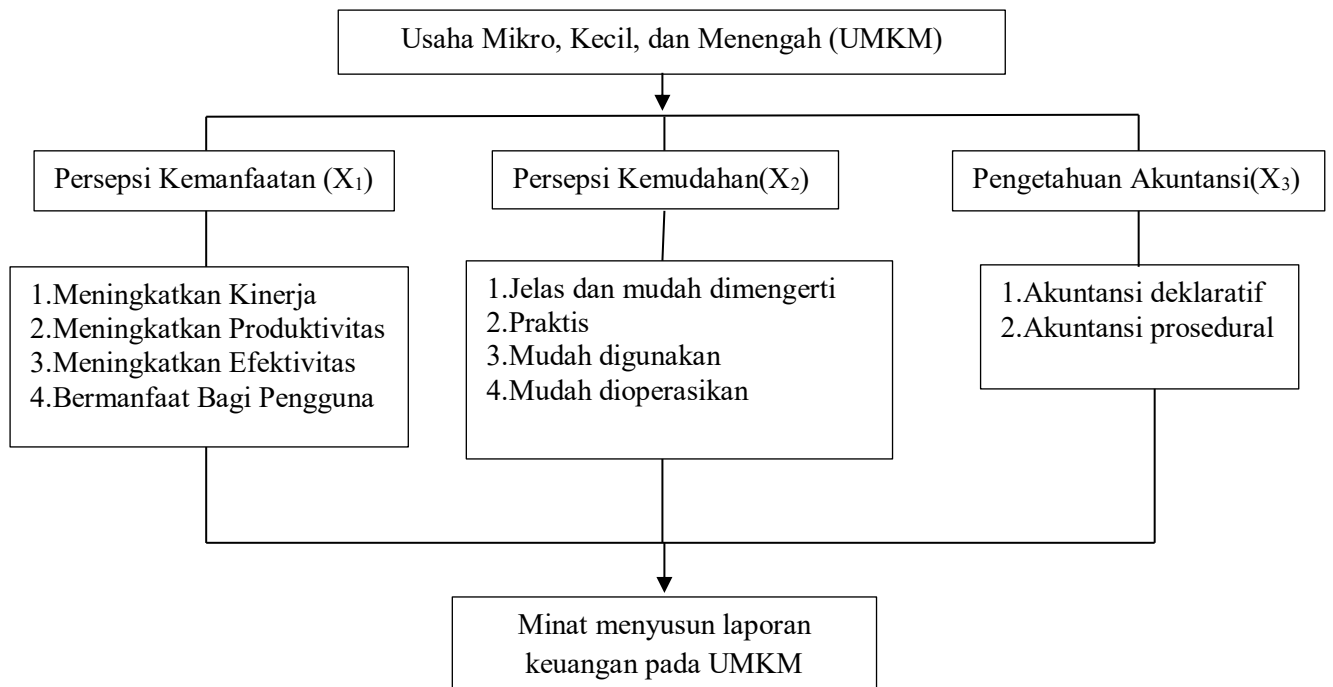 Usaha Mikro, Kecil, dan Menengah (UMKM)
Persepsi Kemanfaatan (X₁)
Persepsi Kemudahan(X₂)
Pengetahuan Akuntansi(X₃)
1.Meningkatkan Kinerja
2.Meningkatkan Produktivitas
3.Meningkatkan Efektivitas
4.Bermanfaat Bagi Pengguna
1.Jelas dan mudah dimengerti
2.Praktis
3.Mudah digunakan
4.Mudah dioperasikan
1.Akuntansi deklaratif
2.Akuntansi prosedural
Minat menyusun laporan
keuangan pada UMKM